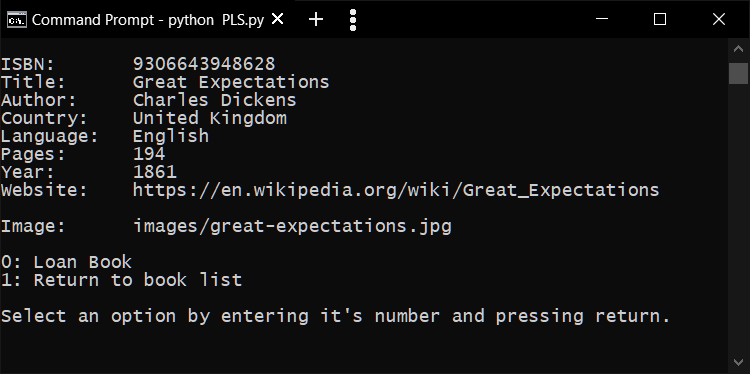 Command Prompt - python  PLS.py
ISBN:       9306643948628
Title:      Great Expectations
Author:     Charles Dickens
Country:    United Kingdom
Language:   English
Pages:      194
Year:       1861
Website:    https://en.wikipedia.org/wiki/Great_Expectations
Image:      images/great-expectations.jpg
0: Loan Book
1: Return to book list
Select an option by entering it's number and pressing return.